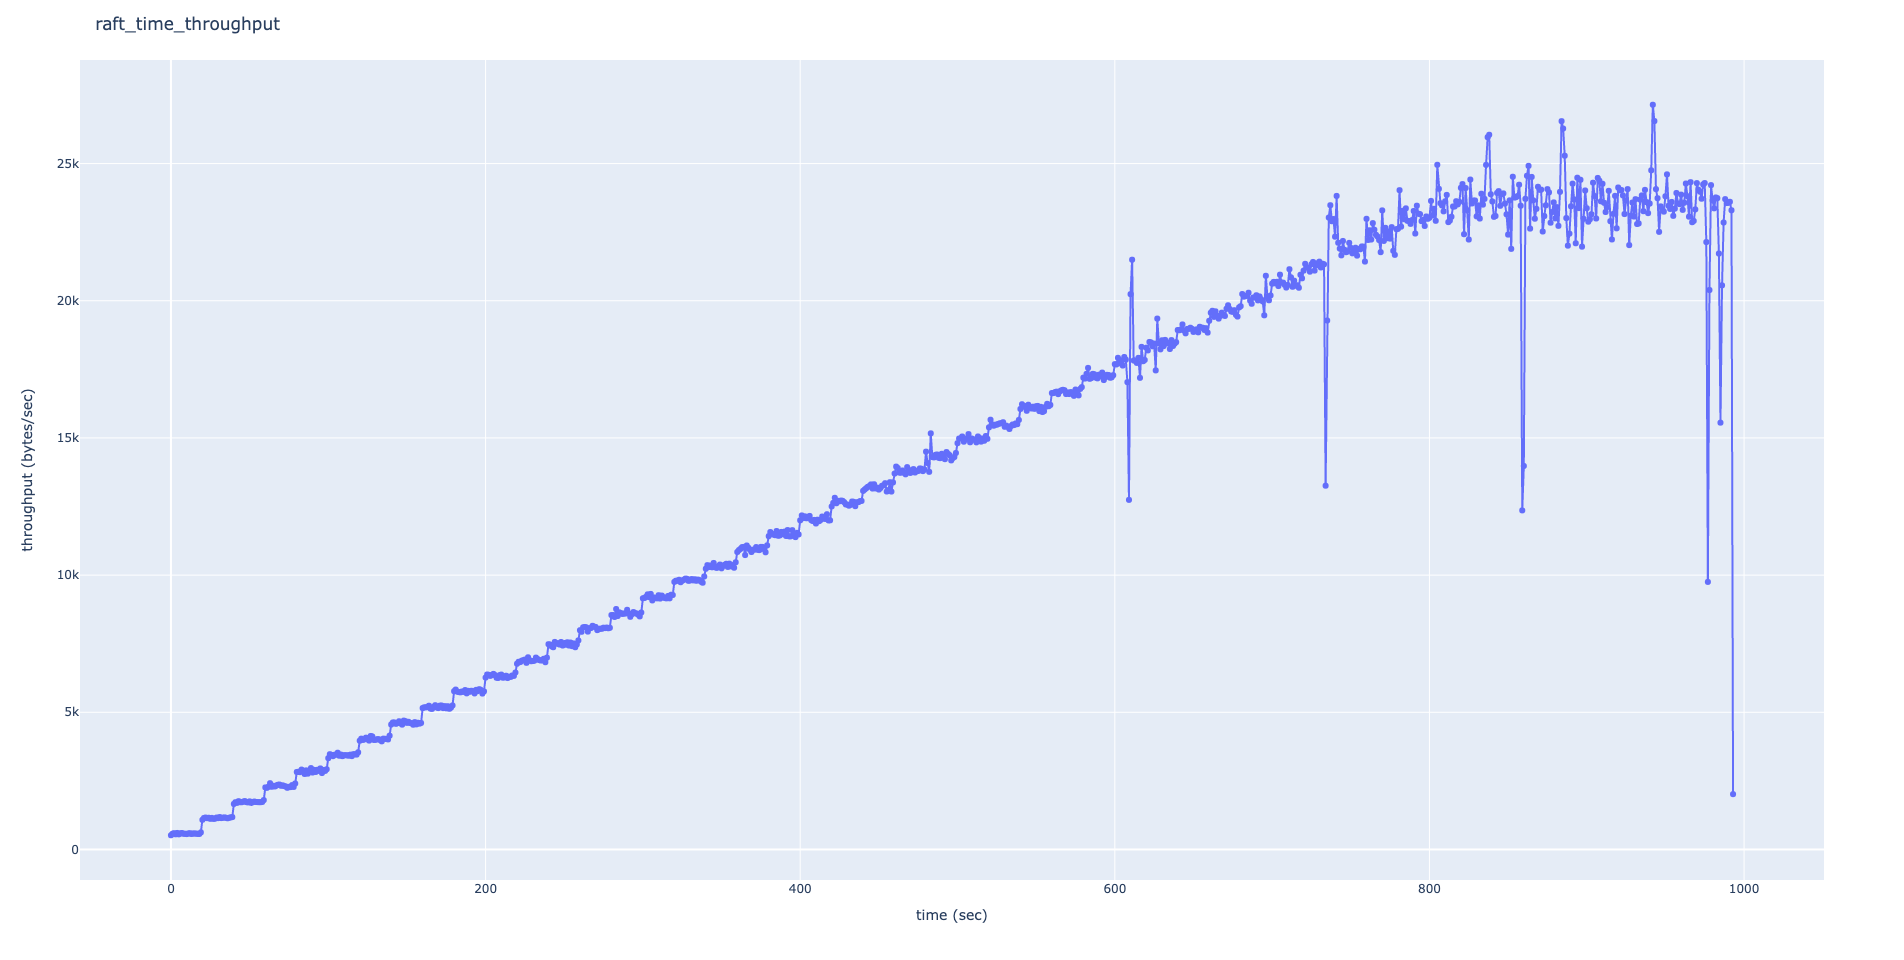 raft_time_throughput
25k
20k
15k
10k
5k
0
throughput (bytes/sec)
0 200 400 600 800 1000
time (sec)